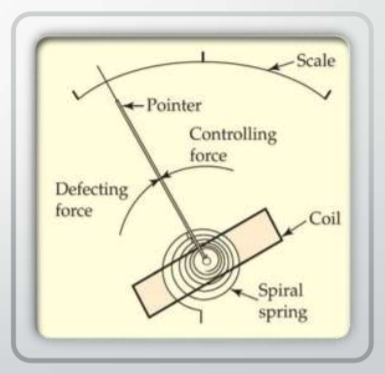 Scale
Pointer
Controlling
force
Defecting
force
Coil
Spiral
spring